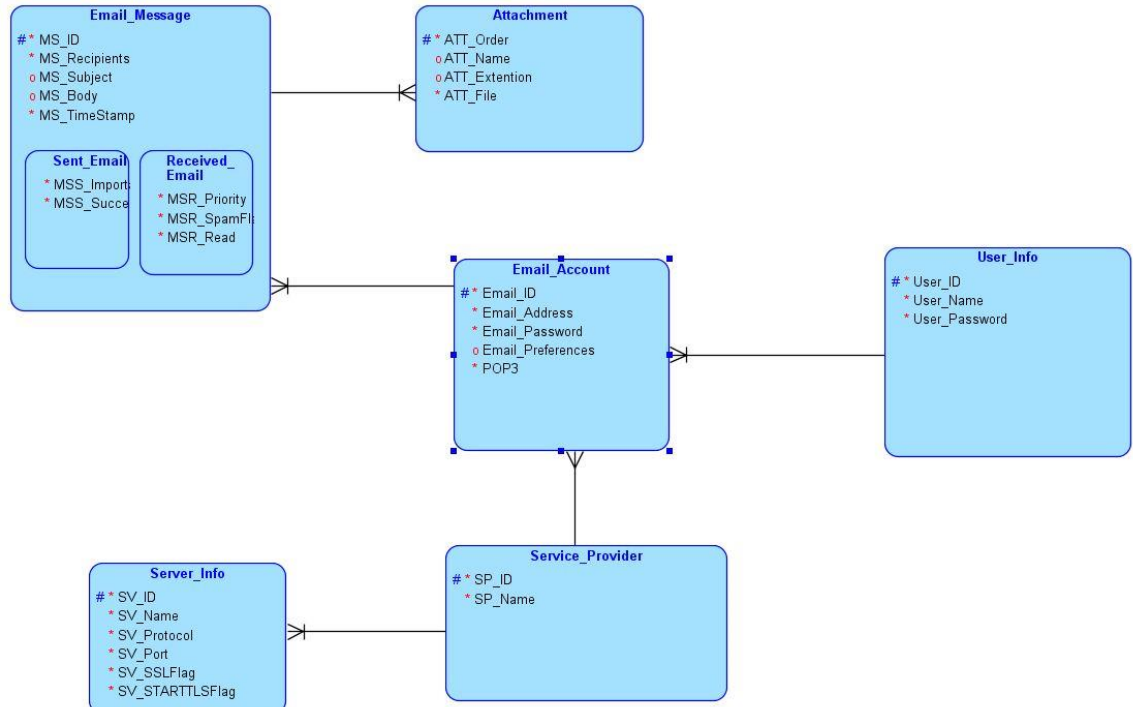 Email_Message
# * MS_ID
* MS_Recipients
o MS_Subject
o MS_Body
* MS_TimeStamp
Sent_Email
* MSS_Import
* MSS_Succe
Received_
Email
* MSR_Priority
* MSR_SpamFl
* MSR_Read
Attachment
# * ATT_Order
o ATT_Name
o ATT_Extention
* ATT_File
Email_Account
# * Email_ID
* Email_Address
* Email_Password
o Email_Preferences
* POP3
User_Info
# * User_ID
* User_Name
* User_Password
Server_Info
# * SV_ID
* SV_Name
* SV_Protocol
* SV_Port
* SV_SSLFlag
* SV_STARTTLSFlag
Service_Provider
# * SP_ID
* SP_Name